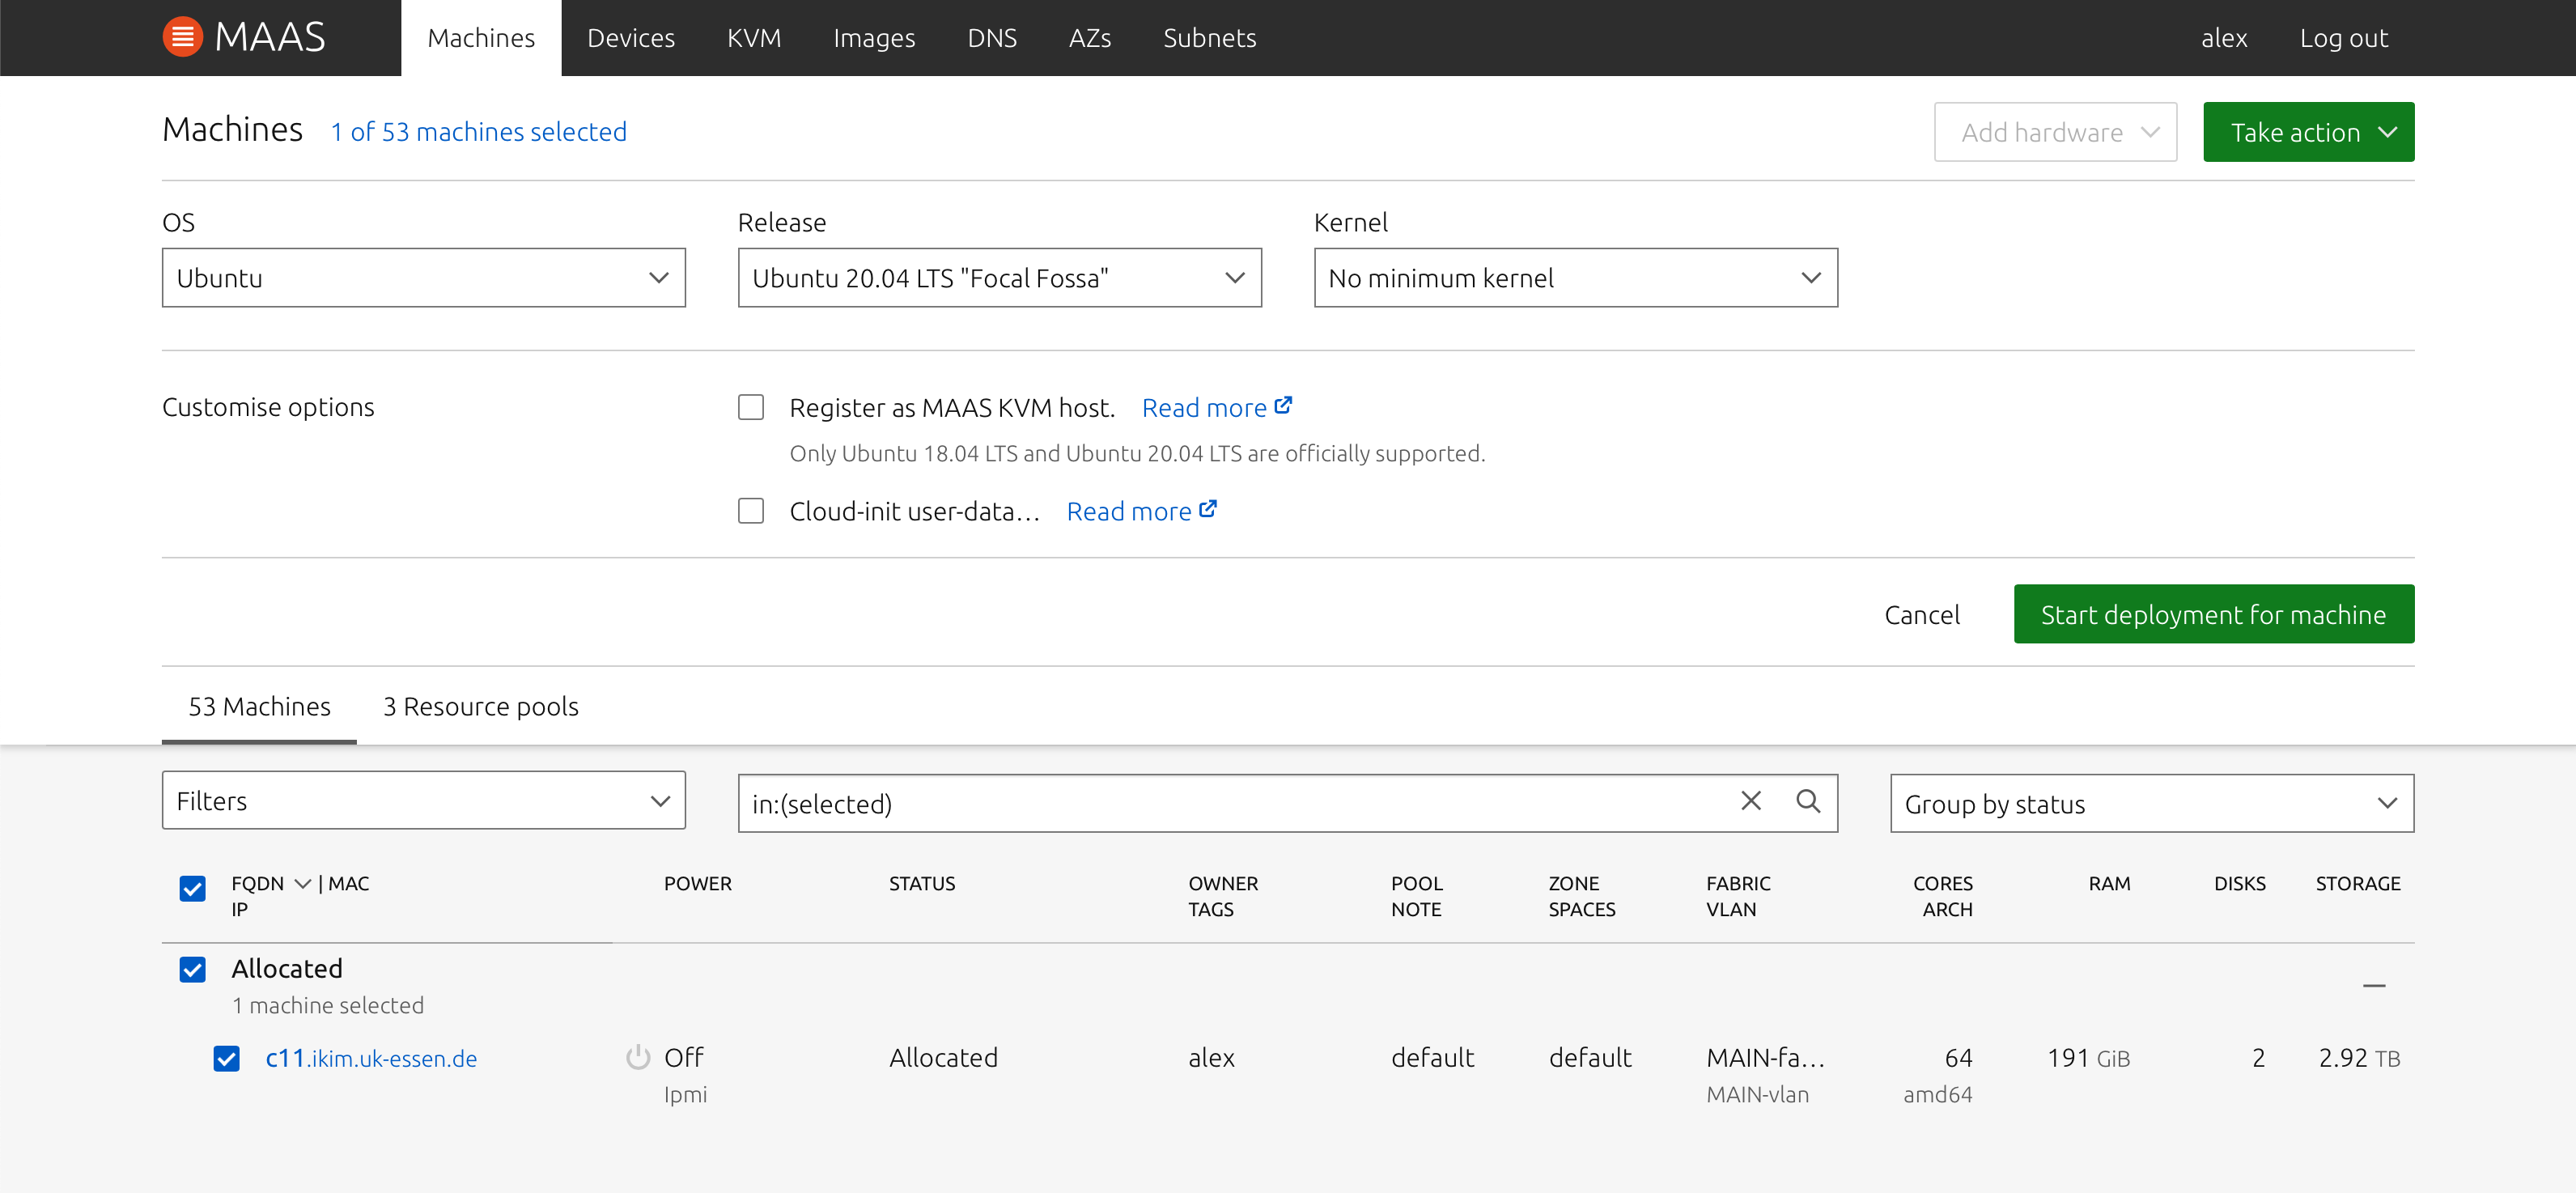 MAAS Machines Devices KVM Images DNS AZs Subnets alex Log out
Machines 1 of 53 machines selected Add hardware Take action
OS Release Kernel
Ubuntu Ubuntu 20.04 LTS "Focal Fossa" No minimum kernel
Customise options Register as MAAS KVM host. Read more
Only Ubuntu 18.04 LTS and Ubuntu 20.04 LTS are officially supported.
Cloud-init user-data… Read more
Cancel Start deployment for machine
53 Machines 3 Resource pools
Filters in:(selected) Group by status
FQDN | MAC POWER STATUS OWNER POOL ZONE FABRIC CORES RAM DISKS STORAGE
IP TAGS NOTE SPACES VLAN ARCH
Allocated
1 machine selected
c11.ikim.uk-essen.de Off Allocated alex default default MAIN-fa… 64 191 GiB 2 2.92 TB
Ipmi MAIN-vlan amd64